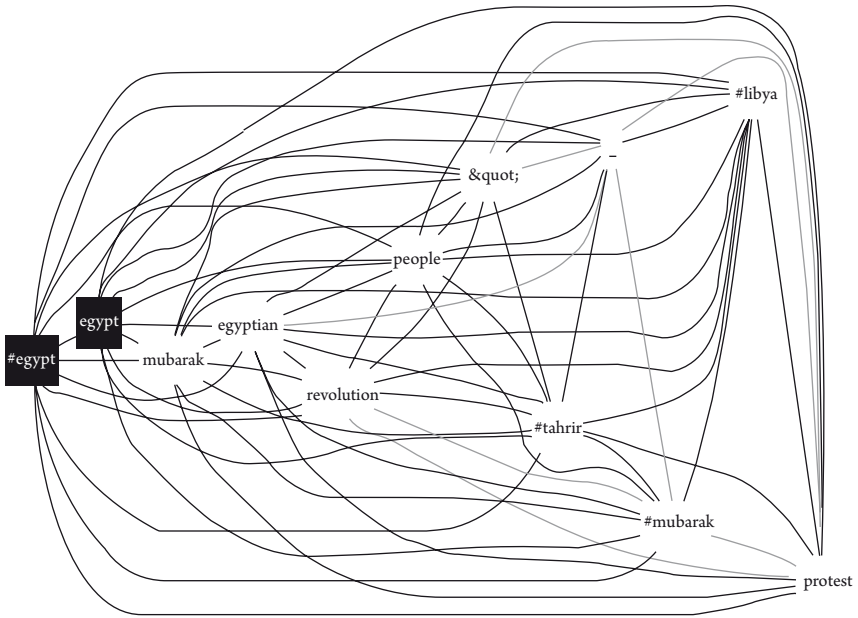 #libya
–
&quot;
people
egypt
egyptian
#egypt
mubarak
revolution
#tahrir
#mubarak
protest